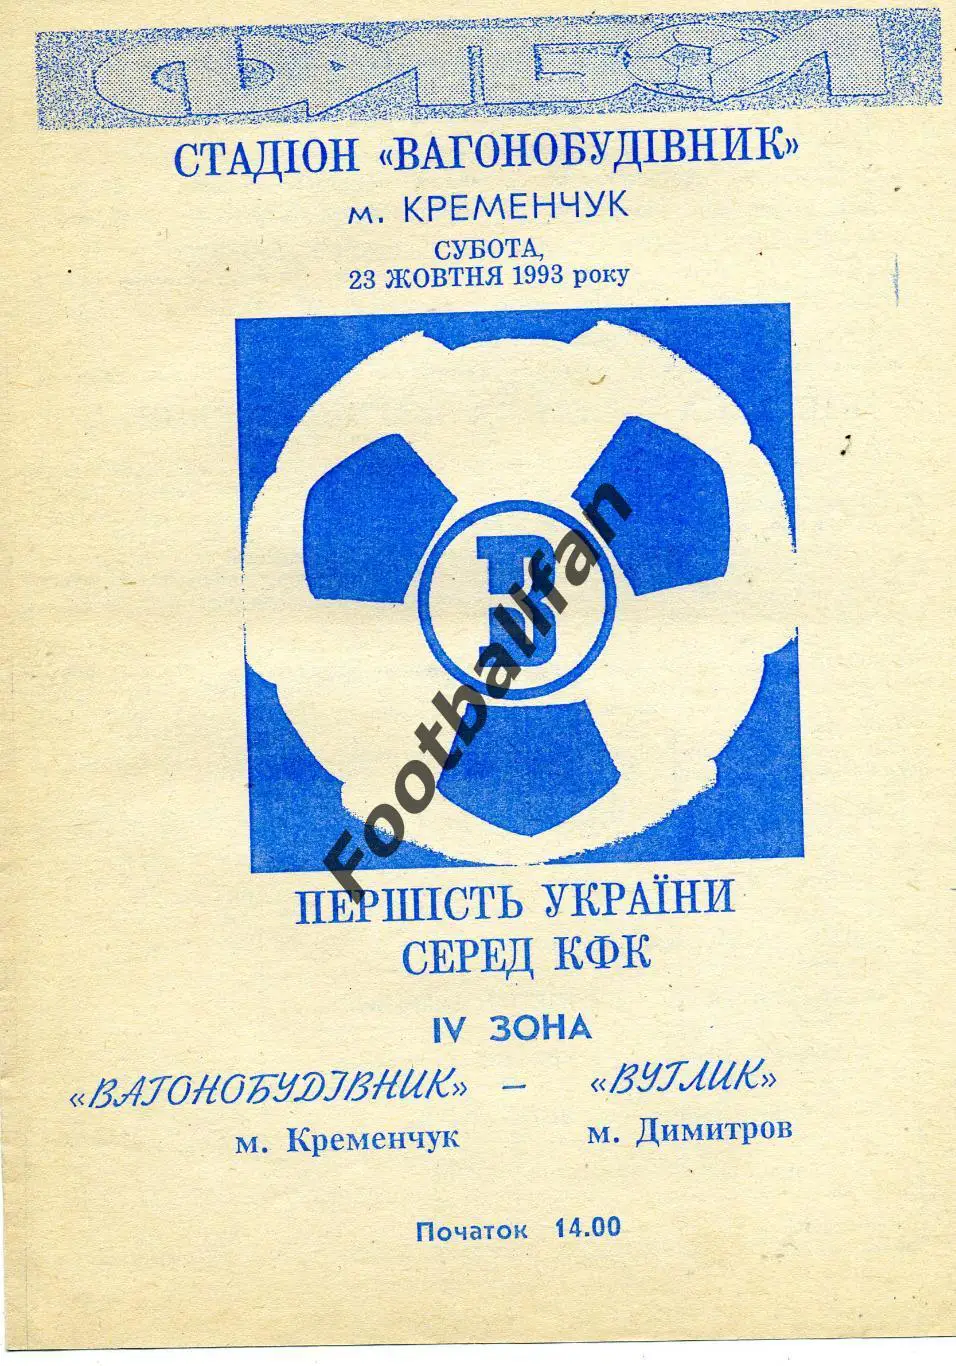 СТАДІОН «ВАГОНОБУДІВНИК»
м. КРЕМЕНЧУК
СУБОТА,
23 ЖОВТНЯ 1993 року
Footballfan
ПЕРШІСТЬ УКРАЇНИ
СЕРЕД КФК
IV ЗОНА
«ВАГОНОБУДІВНИК» – «ВУГЛИК»
м. Кременчук м. Димитров
Початок 14.00